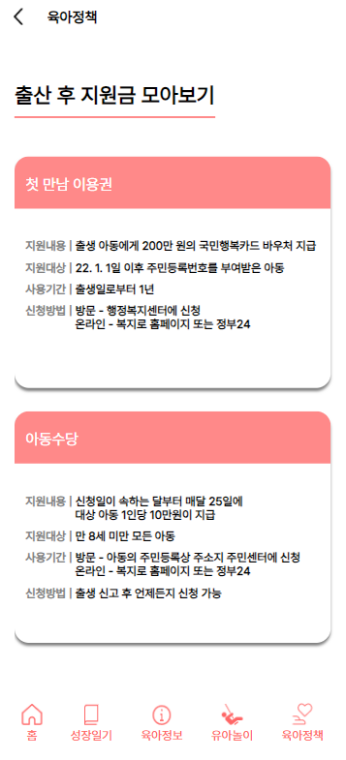 육아정책
출산 후 지원금 모아보기
첫 만남 이용권
지원내용 | 출생 아동에게 200만 원의 국민행복카드 바우처 지급
지원대상 | 22. 1. 1일 이후 주민등록번호를 부여받은 아동
사용기간 | 출생일로부터 1년
신청방법 | 방문 - 행정복지센터에 신청
온라인 - 복지로 홈페이지 또는 정부24
아동수당
지원내용 | 신청일이 속하는 달부터 매달 25일에
대상 아동 1인당 10만원이 지급
지원대상 | 만 8세 미만 모든 아동
사용기간 | 방문 - 아동의 주민등록상 주소지 주민센터에 신청
온라인 - 복지로 홈페이지 또는 정부24
신청방법 | 출생 신고 후 언제든지 신청 가능
홈 성장일기 육아정보 유아놀이 육아정책